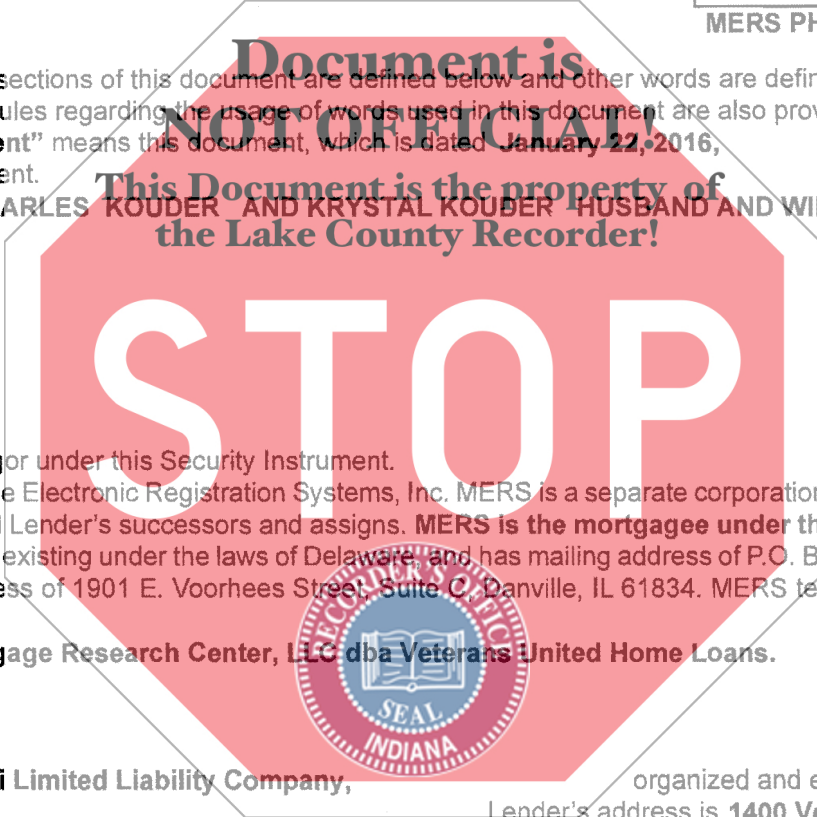 MERS PH
Document is
sections of this document are defined below and other words are defin
ules regarding the usage of words used in this document are also prov
NOT OFFICIAL!
ent” means this document, which is dated January 22, 2016,
ent.
This Document is the property of
ARLES KOUDER AND KRYSTAL KOUDER HUSBAND AND WI
the Lake County Recorder!
STOP
gor under this Security Instrument.
e Electronic Registration Systems, Inc. MERS is a separate corporation
l Lender's successors and assigns. MERS is the mortgagee under th
existing under the laws of Delaware, and has mailing address of P.O. B
ess of 1901 E. Voorhees Street, Suite C, Danville, IL 61834. MERS te
RECORDER'S OFFICE
gage Research Center, LLC dba Veterans United Home Loans.
SEAL
INDIANA
i Limited Liability Company,
organized and e
Lender's address is 1400 Ve